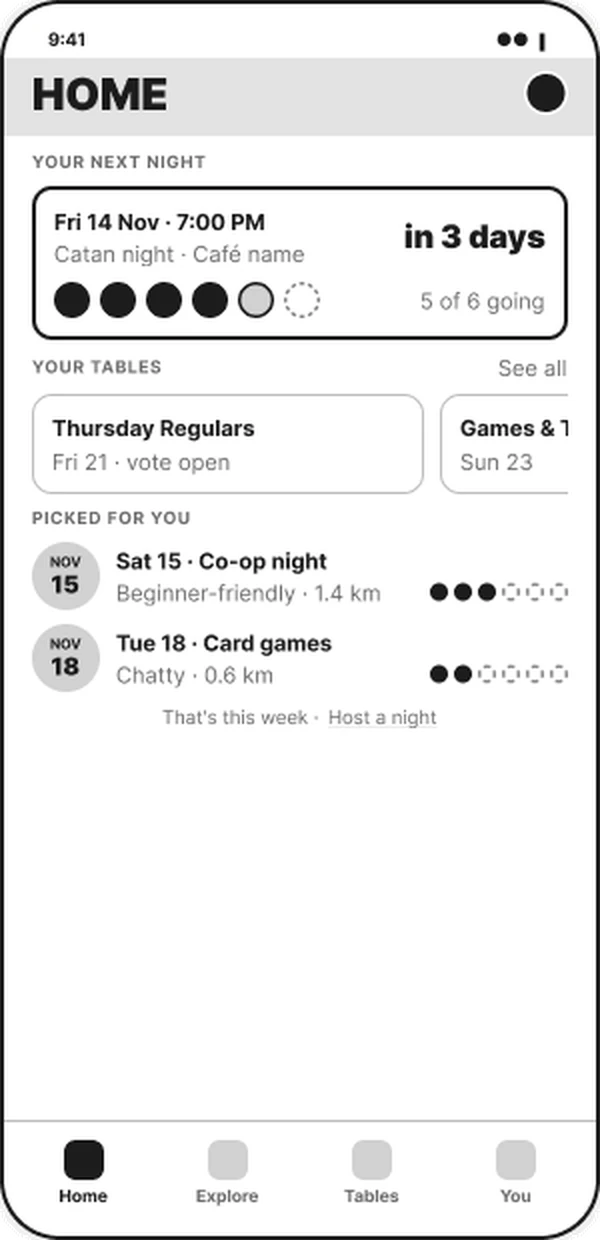 9:41
HOME
YOUR NEXT NIGHT
Fri 14 Nov · 7:00 PM
in 3 days
Catan night · Café name
5 of 6 going
YOUR TABLES
See all
Thursday Regulars
Fri 21 · vote open
Games & T
Sun 23
PICKED FOR YOU
NOV
15
Sat 15 · Co-op night
Beginner-friendly · 1.4 km
NOV
18
Tue 18 · Card games
Chatty · 0.6 km
That's this week · Host a night
Home
Explore
Tables
You